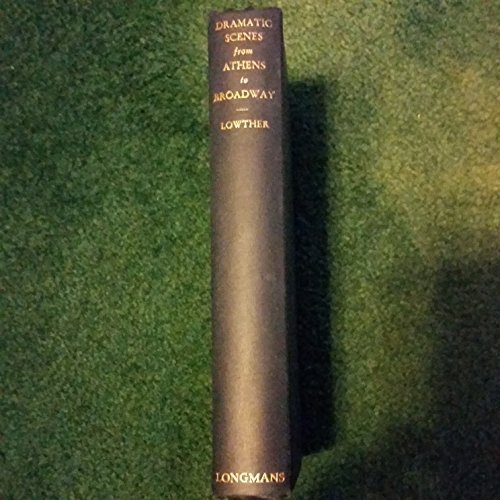 DRAMATIC
SCENES
from
ATHENS
to
BROADWAY
LOWTHER
LONGMANS